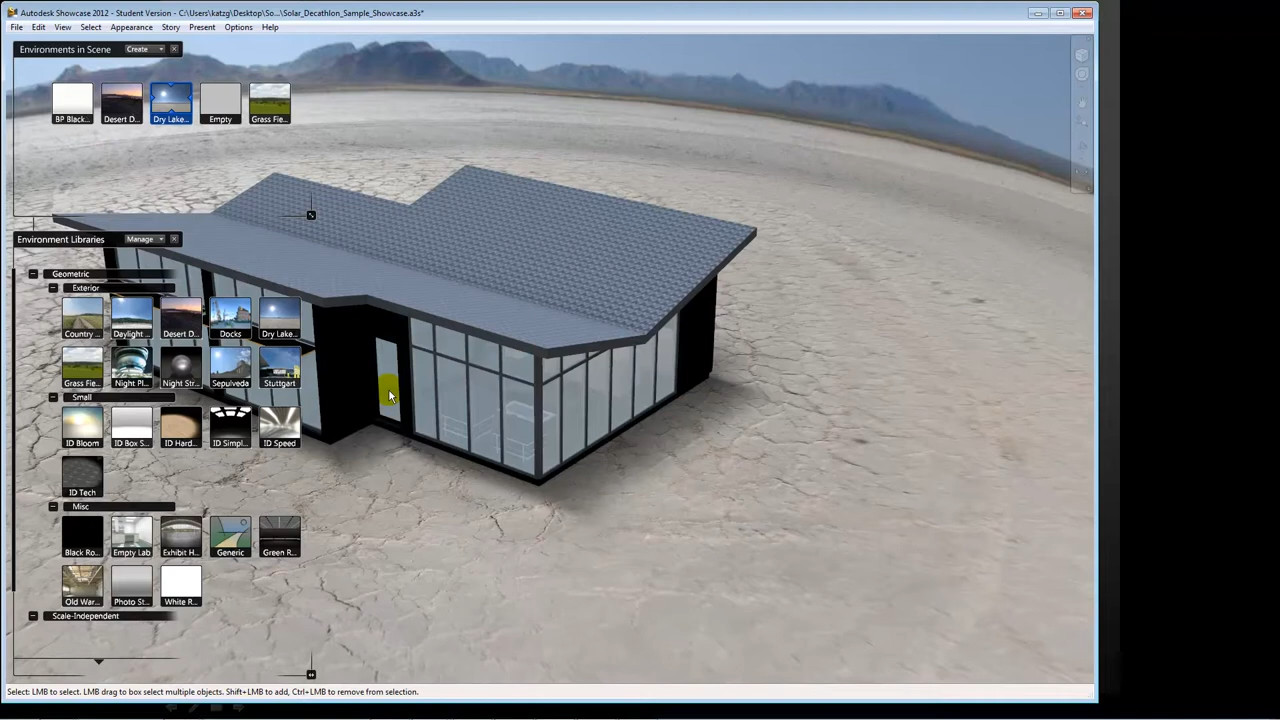 Autodesk Showcase 2012 - Student Version - C:\Users\katzg\Desktop\So...\Solar_Decathlon_Sample_Showcase.a3s*
File Edit View Select Appearance Story Present Options Help
Environments in Scene Create
BP Black... Desert D... Dry Lake... Empty Grass Fie...
Environment Libraries Manage
Geometric
Exterior
Country ... Daylight ... Desert D... Docks Dry Lake...
Grass Fie... Night Pl... Night Str... Sepulveda Stuttgart
Small
ID Bloom ID Box S... ID Hard... ID Simpl... ID Speed
ID Tech
Misc
Black Ro... Empty Lab Exhibit H... Generic Green R...
Old War... Photo St... White R...
Scale-Independent
Select: LMB to select. LMB drag to box select multiple objects. Shift+LMB to add, Ctrl+LMB to remove from selection.